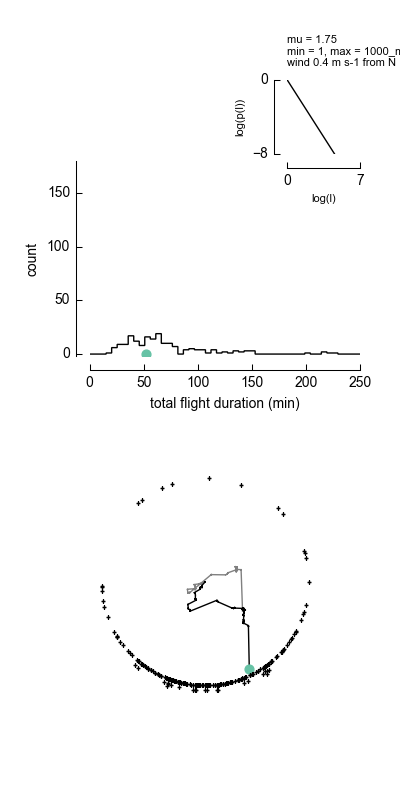 mu = 1.75
min = 1, max = 1000_m
wind 0.4 m s-1 from N
0
−8
log(p(l))
0 7
log(l)
150
100
50
0
count
0 50 100 150 200 250
total flight duration (min)